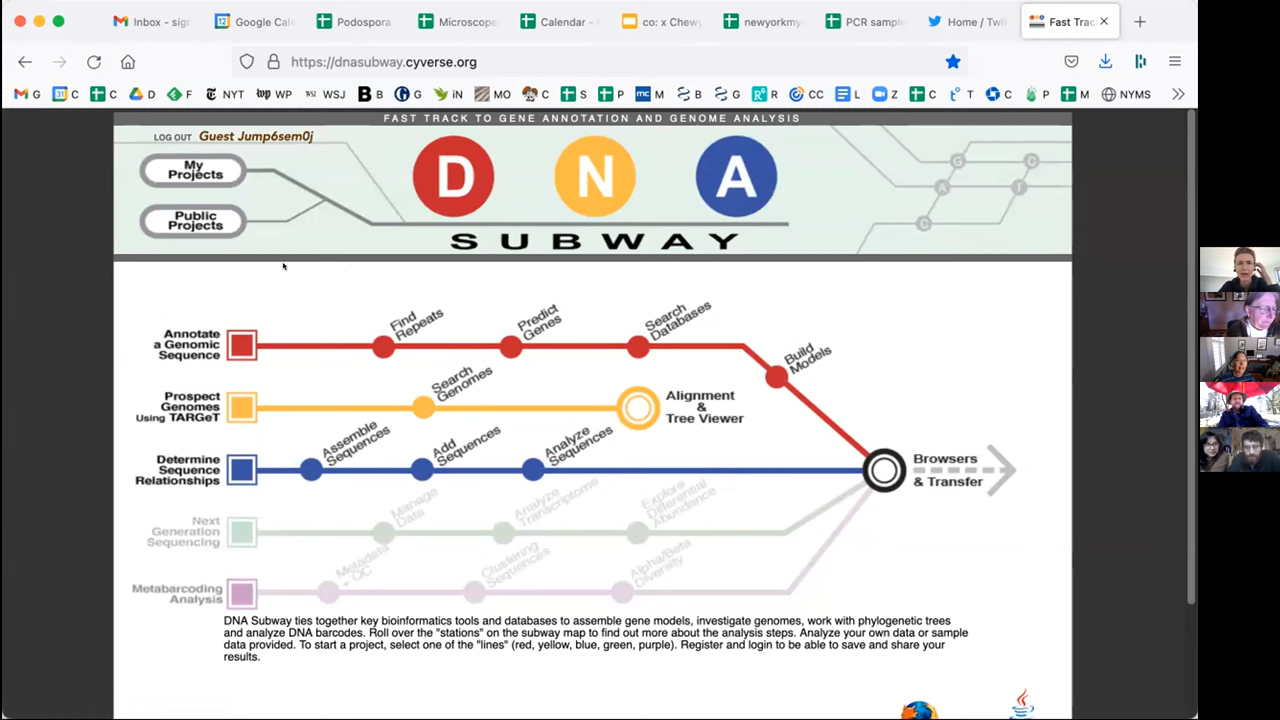 Inbox - sig
Google Cal
Podospora
Microscope
Calendar -
co: x Chewy
newyorkmys
PCR sample
Home / Twit
Fast Trac
https://dnasubway.cyverse.org
M G
C
C
D
F
NYT
WP
WSJ
B
G
iN
MO
C
S
P
M
B
G
R
CC
L
Z
C
T
C
P
M
NYMS
FAST TRACK TO GENE ANNOTATION AND GENOME ANALYSIS
LOG OUT Guest Jump6sem0j
My
Projects
Public
Projects
D N A
SUBWAY
G C
A T
C
Annotate
a Genomic
Sequence
Find
Repeats
Predict
Genes
Search
Databases
Build
Models
Prospect
Genomes
Using TARGeT
Search
Genomes
Alignment
&
Tree Viewer
Determine
Sequence
Relationships
Assemble
Sequences
Add
Sequences
Analyze
Sequences
Browsers
& Transfer
Next
Generation
Sequencing
Manage
Data
Analyze
Transcriptome
Explore
Differential
Abundance
Metabarcoding
Analysis
Metadata
+ QC
Clustering
Sequences
Alpha/Beta
Diversity
DNA Subway ties together key bioinformatics tools and databases to assemble gene models, investigate genomes, work with phylogenetic trees
and analyze DNA barcodes. Roll over the "stations" on the subway map to find out more about the analysis steps. Analyze your own data or sample
data provided. To start a project, select one of the "lines" (red, yellow, blue, green, purple). Register and login to be able to save and share your
results.